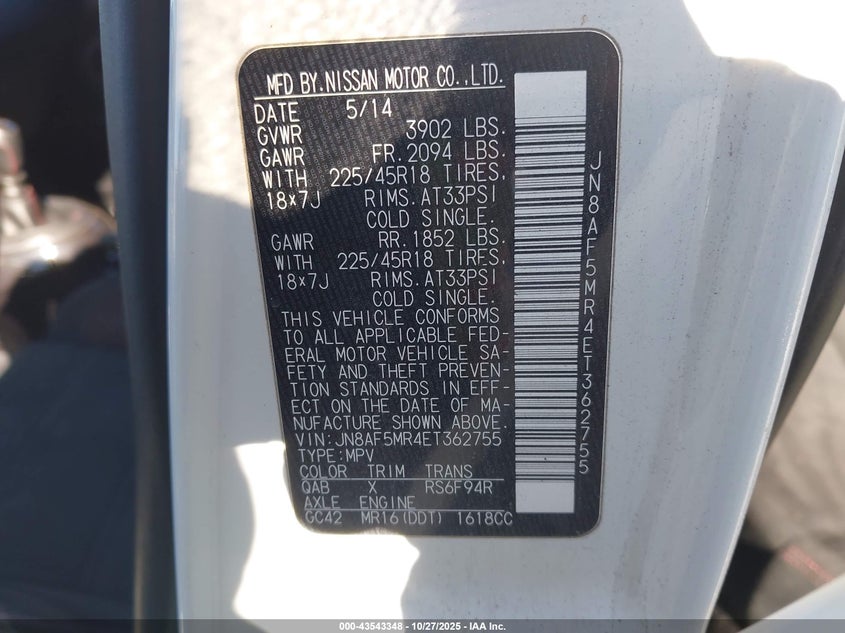 MFD BY.NISSAN MOTOR CO.,LTD.
DATE 5/14
GVWR 3902 LBS.
GAWR FR.2094 LBS.
WITH 225/45R18 TIRES.
18×7J RIMS.AT33PSI
COLD SINGLE.
GAWR RR.1852 LBS.
WITH 225/45R18 TIRES.
18×7J RIMS.AT33PSI
COLD SINGLE.
THIS VEHICLE CONFORMS
TO ALL APPLICABLE FED-
ERAL MOTOR VEHICLE SA-
FETY AND THEFT PREVEN-
TION STANDARDS IN EFF-
ECT ON THE DATE OF MA-
NUFACTURE SHOWN ABOVE.
VIN:JN8AF5MR4ET362755
TYPE:MPV
COLOR TRIM TRANS
QAB X RS6F94R
AXLE ENGINE
GC42 MR16(DDT) 1618CC
JN8AF5MR4ET362755
000-43543348 - 10/27/2025 - IAA Inc.